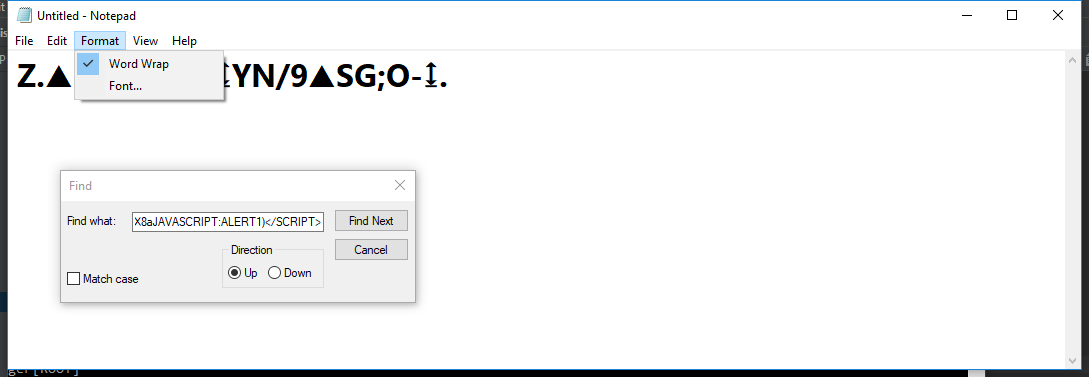 Untitled - Notepad
File Edit Format View Help
Word Wrap
Font...
Z.▲ ↨YN/9▲SG;O-↨.
Find
Find what: X8aJAVASCRIPT:ALERT1)</SCRIPT> Find Next
Direction Cancel
Up Down
Match case